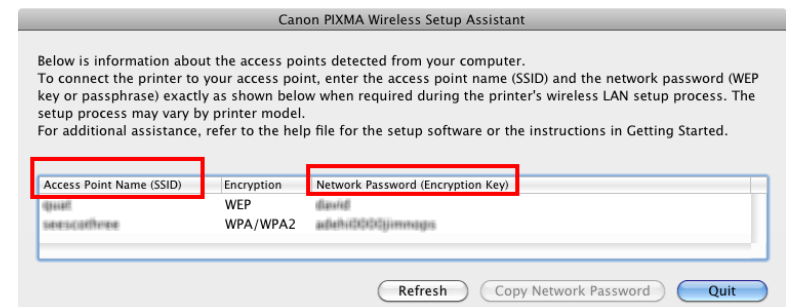 Canon PIXMA Wireless Setup Assistant
Below is information about the access points detected from your computer.
To connect the printer to your access point, enter the access point name (SSID) and the network password (WEP
key or passphrase) exactly as shown below when required during the printer's wireless LAN setup process. The
setup process may vary by printer model.
For additional assistance, refer to the help file for the setup software or the instructions in Getting Started.
Access Point Name (SSID) Encryption Network Password (Encryption Key)
WEP
WPA/WPA2
Refresh Copy Network Password Quit